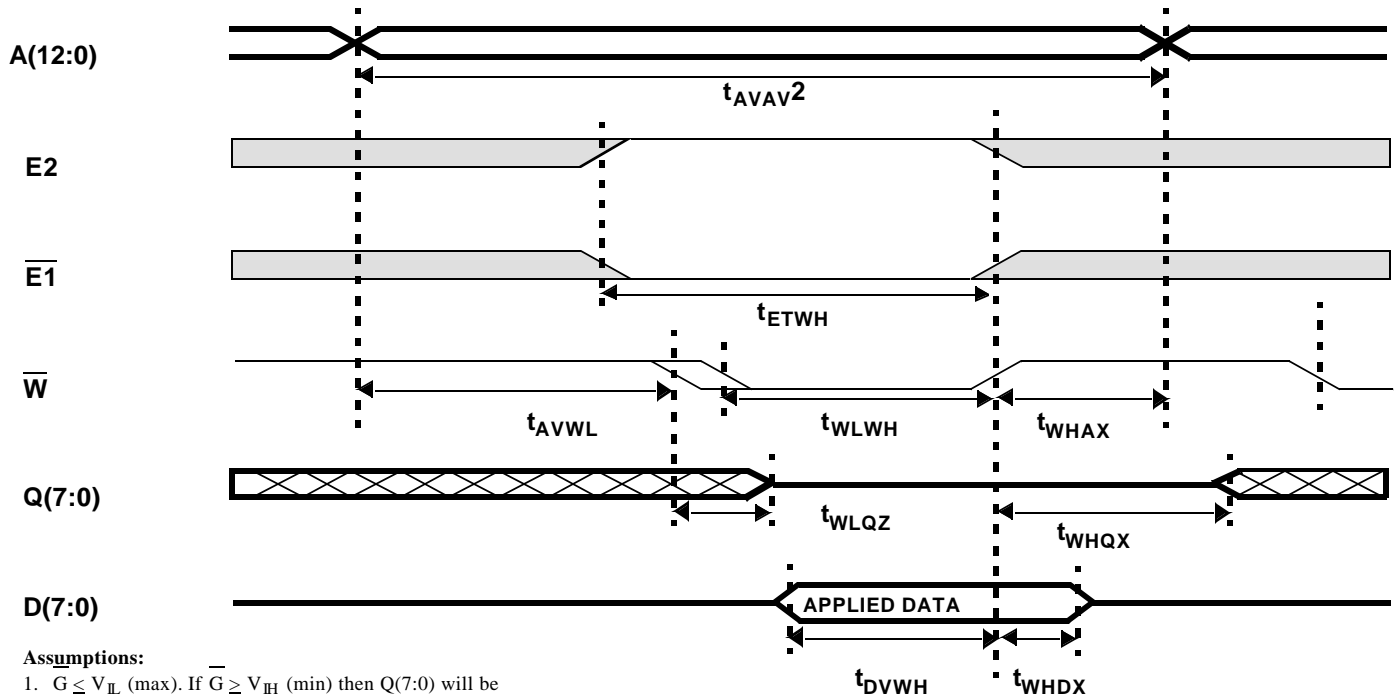 A(12:0)
tAVAV2
E2
E1
tETWH
W
tAVWL
tWLWH
tWHAX
Q(7:0)
tWLQZ
tWHQX
D(7:0)
APPLIED DATA
tDVWH
tWHDX
Assumptions:
1. G ≤ VIL (max). If G ≥ VIH (min) then Q(7:0) will be